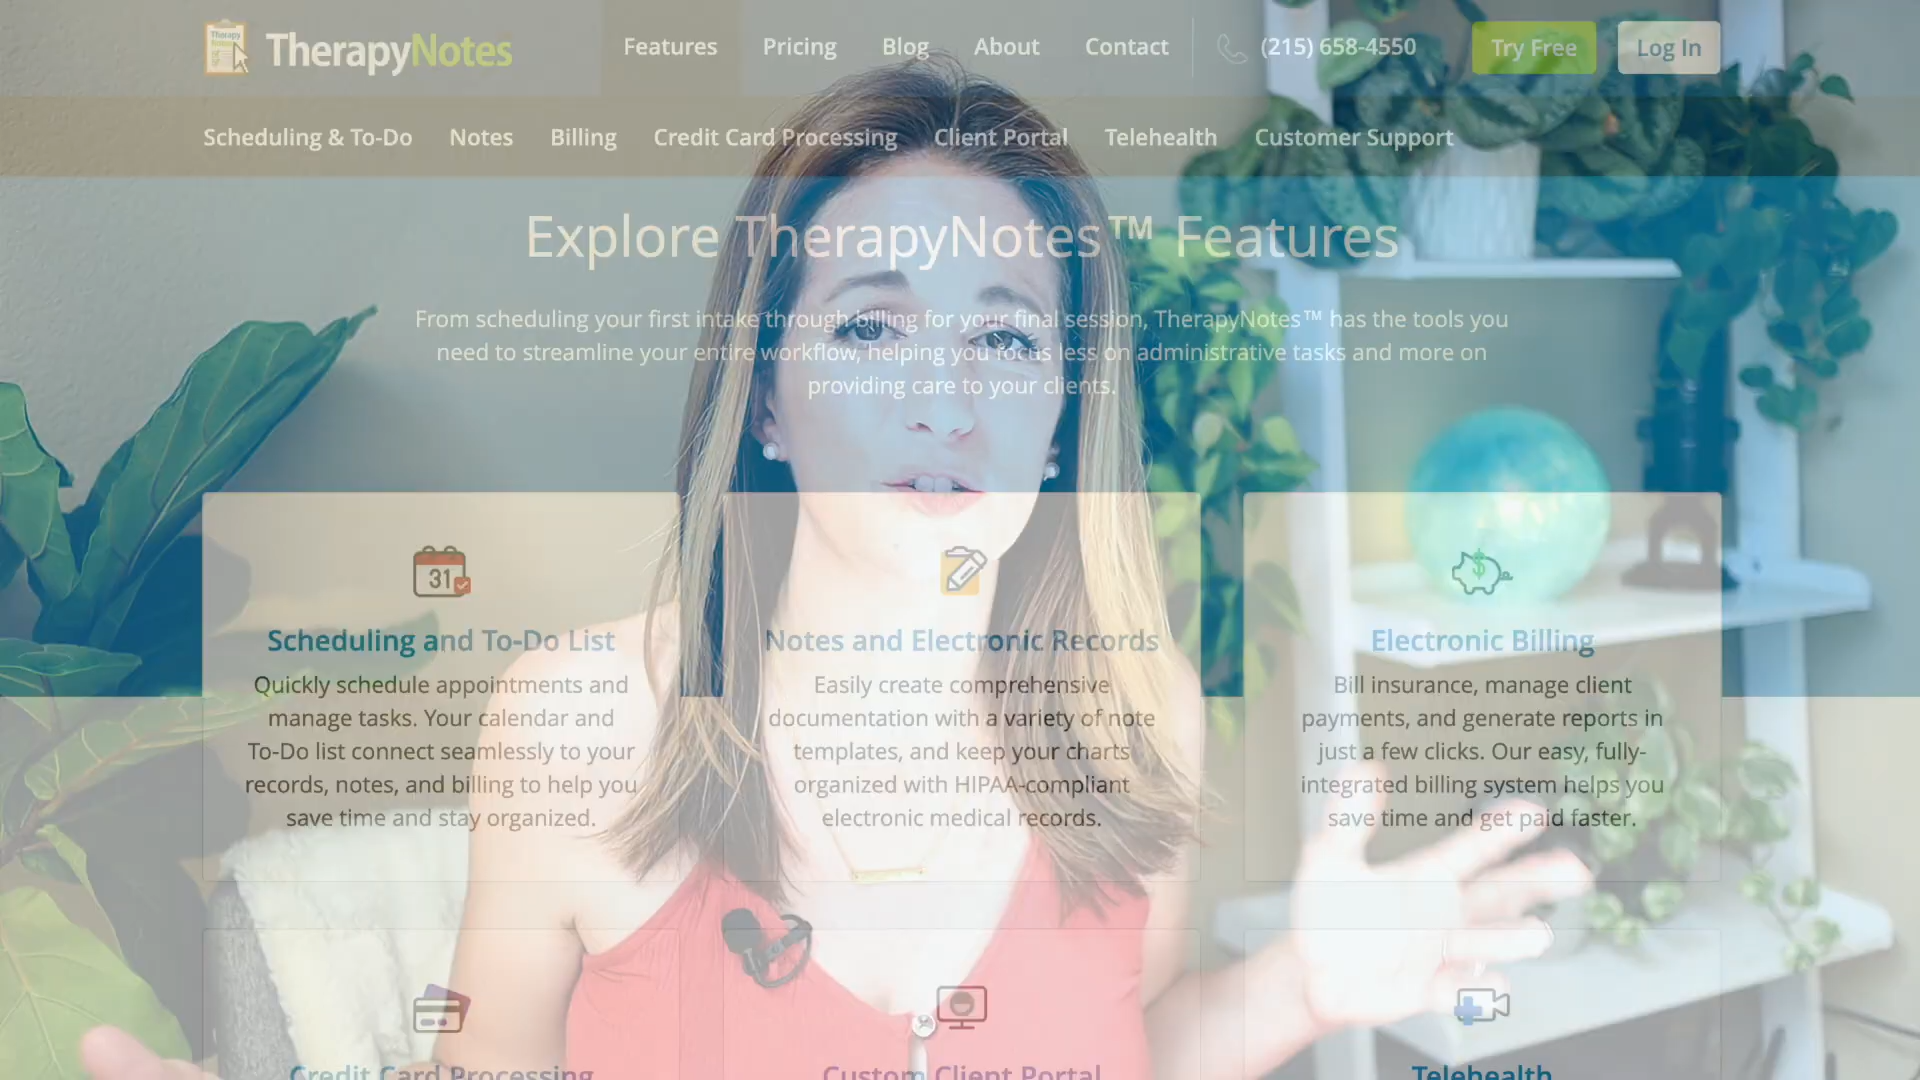 Therapy
TherapyNotes
Features
Pricing
Blog
About
Contact
(215) 658-4550
Try Free
Log In
Scheduling & To-Do
Notes
Billing
Credit Card Processing
Client Portal
Telehealth
Customer Support
Explore TherapyNotes™ Features
From scheduling your first intake through billing for your final session, TherapyNotes™ has the tools you
need to streamline your entire workflow, helping you focus less on administrative tasks and more on
providing care to your clients.
31
Scheduling and To-Do List
Quickly schedule appointments and
manage tasks. Your calendar and
To-Do list connect seamlessly to your
records, notes, and billing to help you
save time and stay organized.
Notes and Electronic Records
Easily create comprehensive
documentation with a variety of note
templates, and keep your charts
organized with HIPAA-compliant
electronic medical records.
$
Electronic Billing
Bill insurance, manage client
payments, and generate reports in
just a few clicks. Our easy, fully-
integrated billing system helps you
save time and get paid faster.
Credit Card Processing
Custom Client Portal
Telehealth